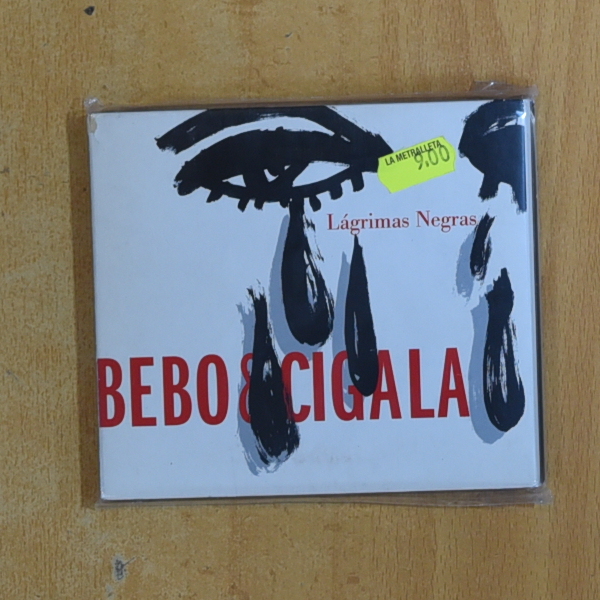 LA METRALLETA
9.00
Lágrimas Negras
BEBO & CIGALA